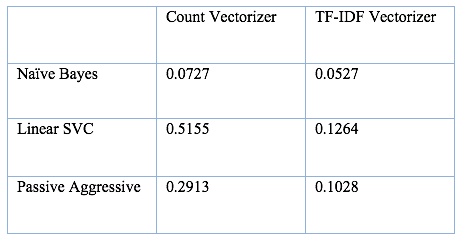 Count Vectorizer TF-IDF Vectorizer
Naïve Bayes 0.0727 0.0527
Linear SVC 0.5155 0.1264
Passive Aggressive 0.2913 0.1028